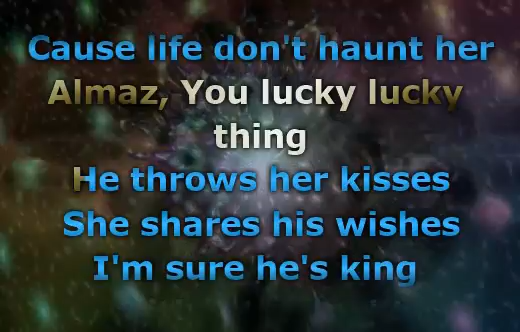 Cause life don't haunt her
Almaz, You lucky lucky
thing
He throws her kisses
She shares his wishes
I'm sure he's king